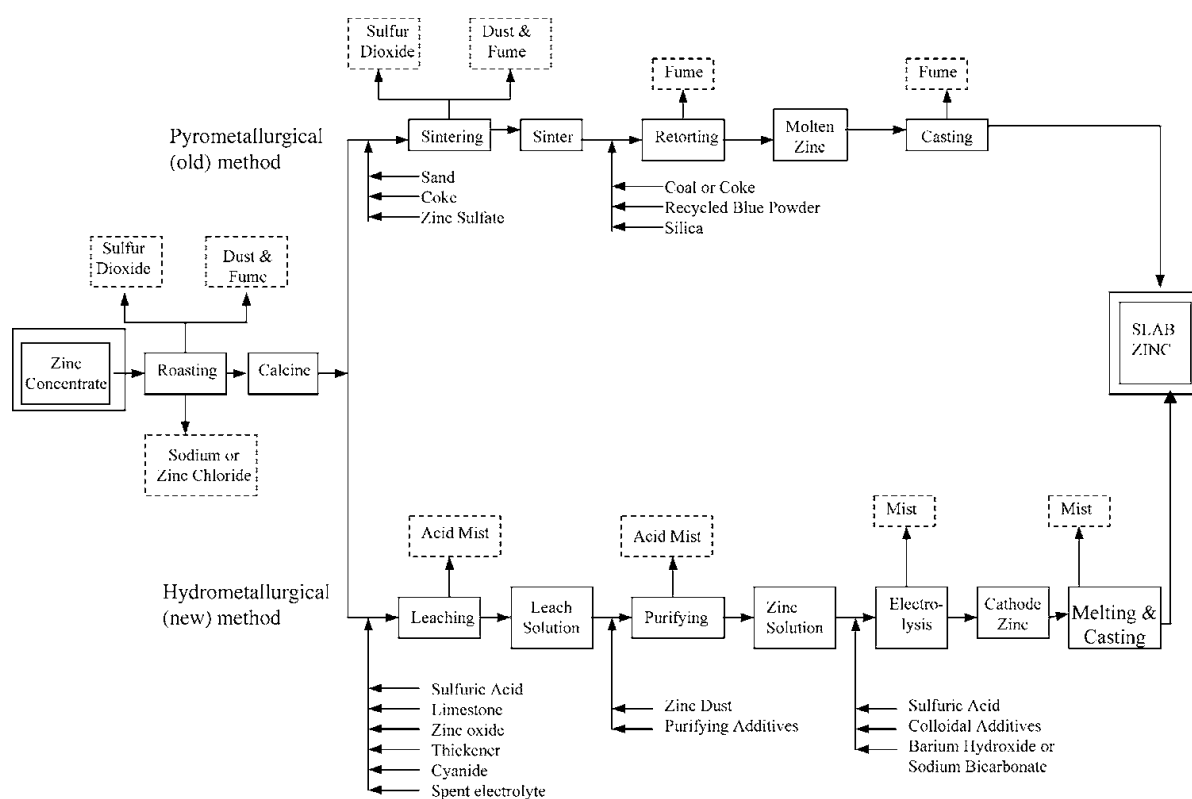 Sulfur
Dioxide
Dust &
Fume
Fume
Fume
Pyrometallurgical
(old) method
Sintering
Sinter
Retorting
Molten
Zinc
Casting
Sand
Coke
Zinc Sulfate
Coal or Coke
Recycled Blue Powder
Silica
Sulfur
Dioxide
Dust &
Fume
Zinc
Concentrate
Roasting
Calcine
SLAB
ZINC
Sodium or
Zinc Chloride
Acid Mist
Acid Mist
Mist
Mist
Hydrometallurgical
(new) method
Leaching
Leach
Solution
Purifying
Zinc
Solution
Electro-
lysis
Cathode
Zinc
Melting &
Casting
Sulfuric Acid
Limestone
Zinc oxide
Thickener
Cyanide
Spent electrolyte
Zinc Dust
Purifying Additives
Sulfuric Acid
Colloidal Additives
Barium Hydroxide or
Sodium Bicarbonate